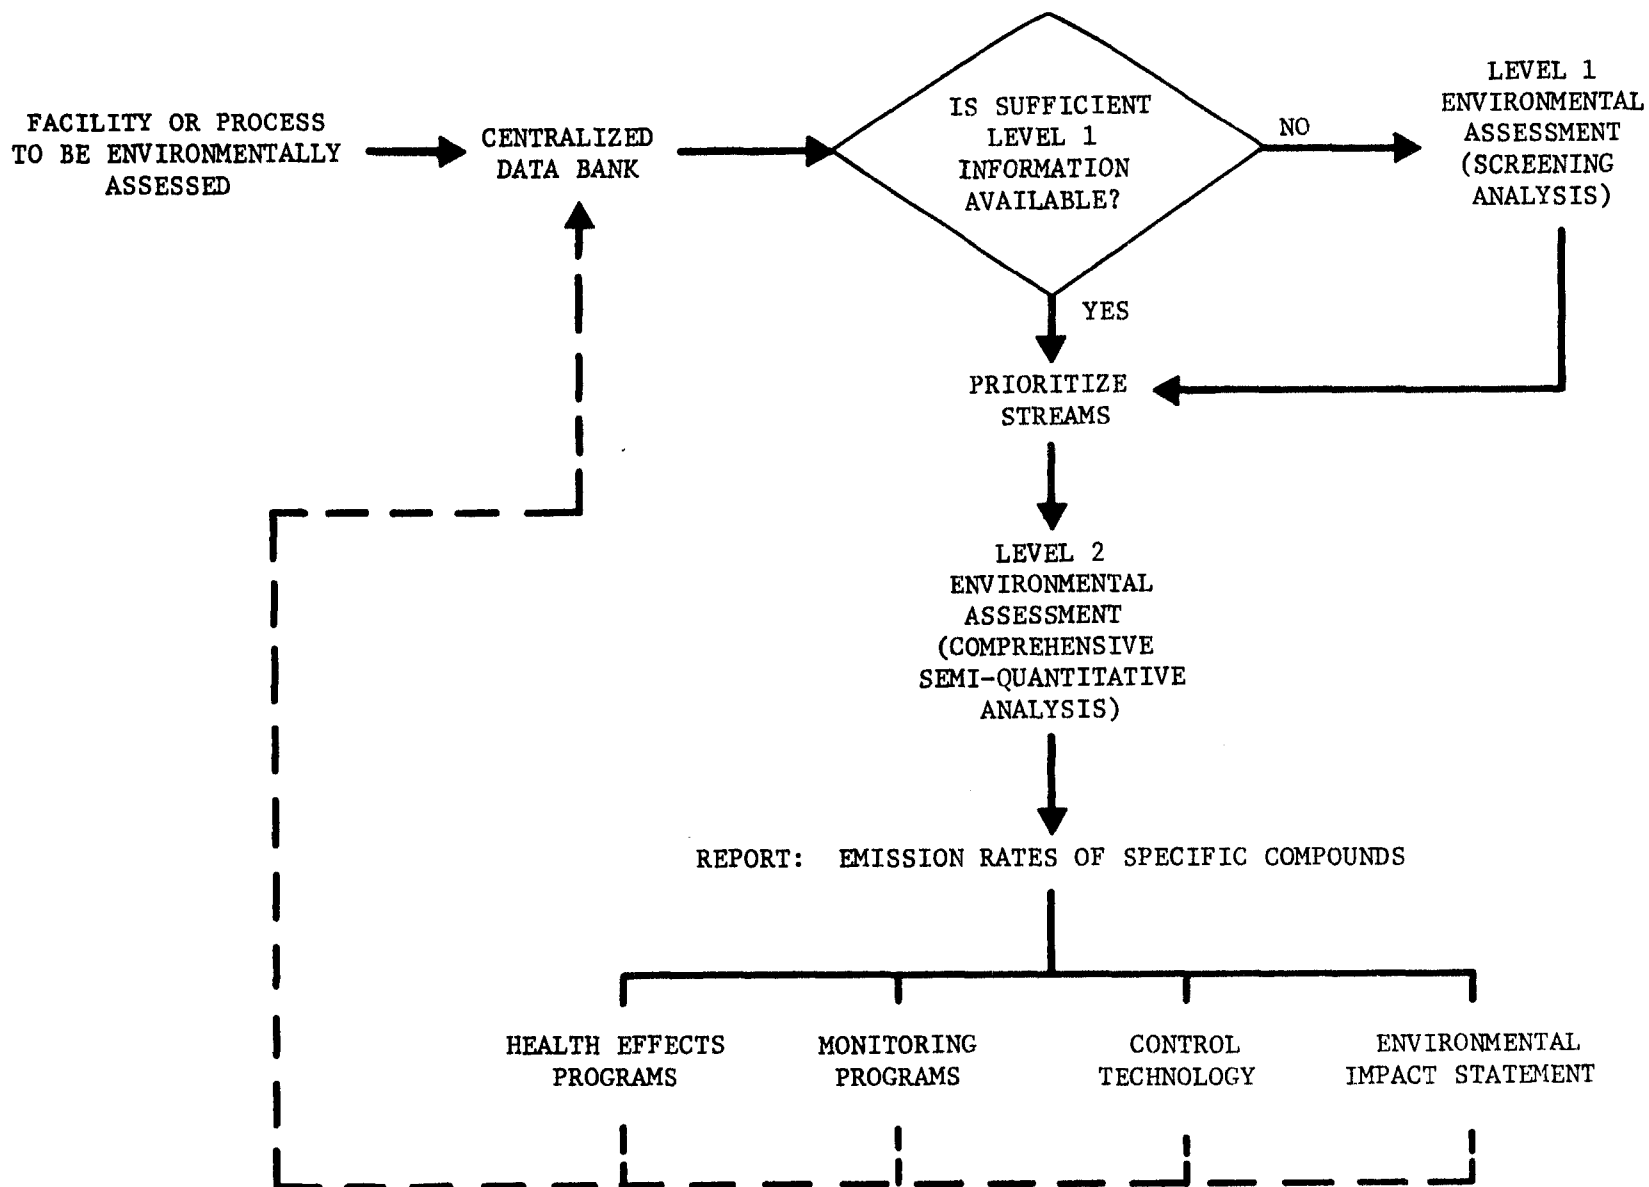 FACILITY OR PROCESS
TO BE ENVIRONMENTALLY
ASSESSED
CENTRALIZED
DATA BANK
IS SUFFICIENT
LEVEL 1
INFORMATION
AVAILABLE?
NO
LEVEL 1
ENVIRONMENTAL
ASSESSMENT
(SCREENING
ANALYSIS)
YES
PRIORITIZE
STREAMS
LEVEL 2
ENVIRONMENTAL
ASSESSMENT
(COMPREHENSIVE
SEMI-QUANTITATIVE
ANALYSIS)
REPORT: EMISSION RATES OF SPECIFIC COMPOUNDS
HEALTH EFFECTS
PROGRAMS
MONITORING
PROGRAMS
CONTROL
TECHNOLOGY
ENVIRONMENTAL
IMPACT STATEMENT